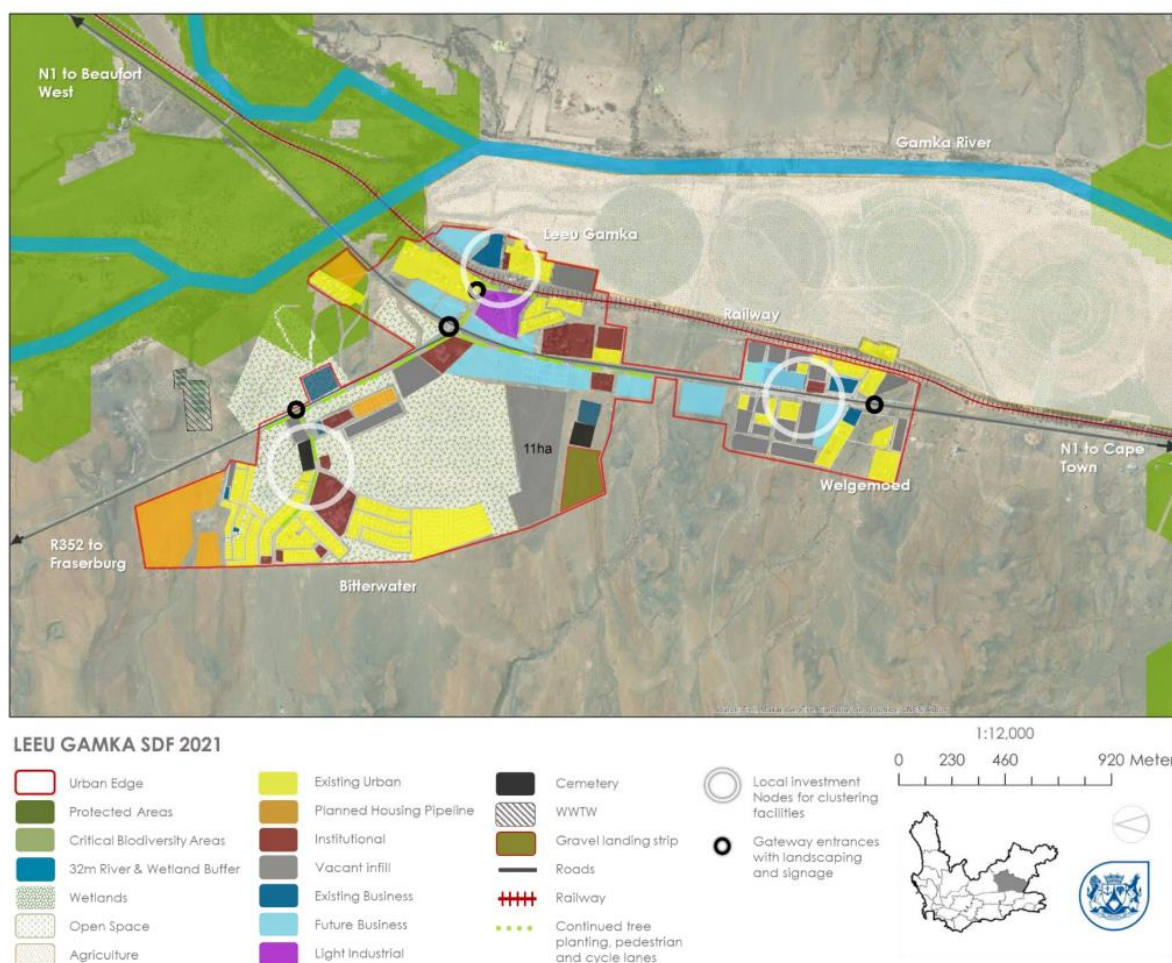 N1 to Beaufort
West
Gamka River
Leeu Gamka
Railway
11ha
N1 to Cape
Town
Welgemoed
R352 to
Fraserburg
Bitterwater
LEEU GAMKA SDF 2021
Urban Edge
Protected Areas
Critical Biodiversity Areas
32m River & Wetland Buffer
Wetlands
Open Space
Agriculture
Existing Urban
Planned Housing Pipeline
Institutional
Vacant infill
Existing Business
Future Business
Light Industrial
Cemetery
WWTW
Gravel landing strip
Roads
Railway
Continued tree
planting, pedestrian
and cycle lanes
Local investment
Nodes for clustering
facilities
Gateway entrances
with landscaping
and signage
1:12,000
0 230 460 920 Meter